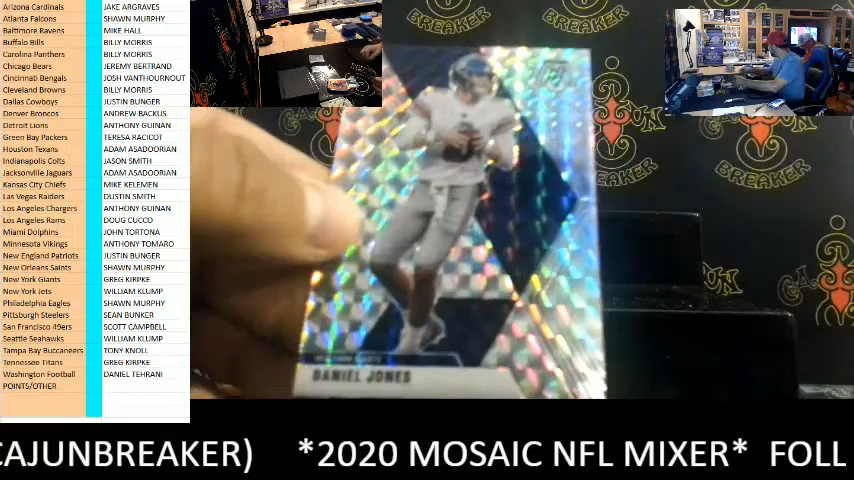 Arizona Cardinals JAKE ARGRAVES
Atlanta Falcons SHAWN MURPHY
Baltimore Ravens MIKE HALL
Buffalo Bills BILLY MORRIS
Carolina Panthers BILLY MORRIS
Chicago Bears JEREMY BERTRAND
Cincinnati Bengals JOSH VANTHOURNOUT
Cleveland Browns BILLY MORRIS
Dallas Cowboys JUSTIN BUNGER
Denver Broncos ANDREW BACKUS
Detroit Lions ANTHONY GUINAN
Green Bay Packers TERESA RACICOT
Houston Texans ADAM ASADOORIAN
Indianapolis Colts JASON SMITH
Jacksonville Jaguars ADAM ASADOORIAN
Kansas City Chiefs MIKE KELEMEN
Las Vegas Raiders DUSTIN SMITH
Los Angeles Chargers ANTHONY GUINAN
Los Angeles Rams DOUG CUCCO
Miami Dolphins JOHN TORTONA
Minnesota Vikings ANTHONY TOMARO
New England Patriots JUSTIN BUNGER
New Orleans Saints SHAWN MURPHY
New York Giants GREG KIRPKE
New York Jets WILLIAM KLUMP
Philadelphia Eagles SHAWN MURPHY
Pittsburgh Steelers SEAN BUNKER
San Francisco 49ers SCOTT CAMPBELL
Seattle Seahawks WILLIAM KLUMP
Tampa Bay Buccaneers TONY KNOLL
Tennessee Titans GREG KIRPKE
Washington Football DANIEL TEHRANI
POINTS/OTHER
BREAKER
BREAKER
BREAKER
BREAKER
DANIEL JONES
CAJUNBREAKER) *2020 MOSAIC NFL MIXER* FOLL